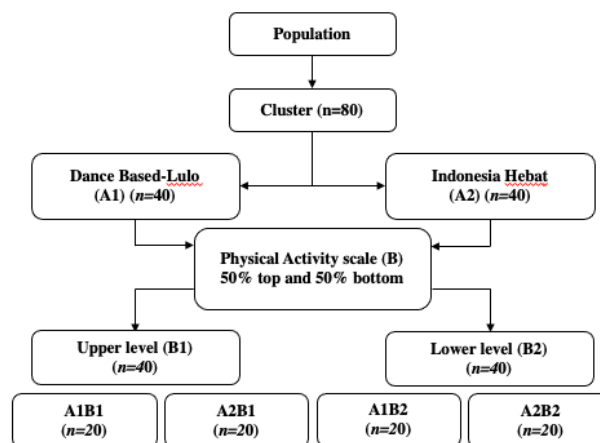 Population
Cluster (n=80)
Dance Based-Lulo
(A1) (n=40)
Indonesia Hebat
(A2) (n=40)
Physical Activity scale (B)
50% top and 50% bottom
Upper level (B1)
(n=40)
Lower level (B2)
(n=40)
A1B1
(n=20)
A2B1
(n=20)
A1B2
(n=20)
A2B2
(n=20)